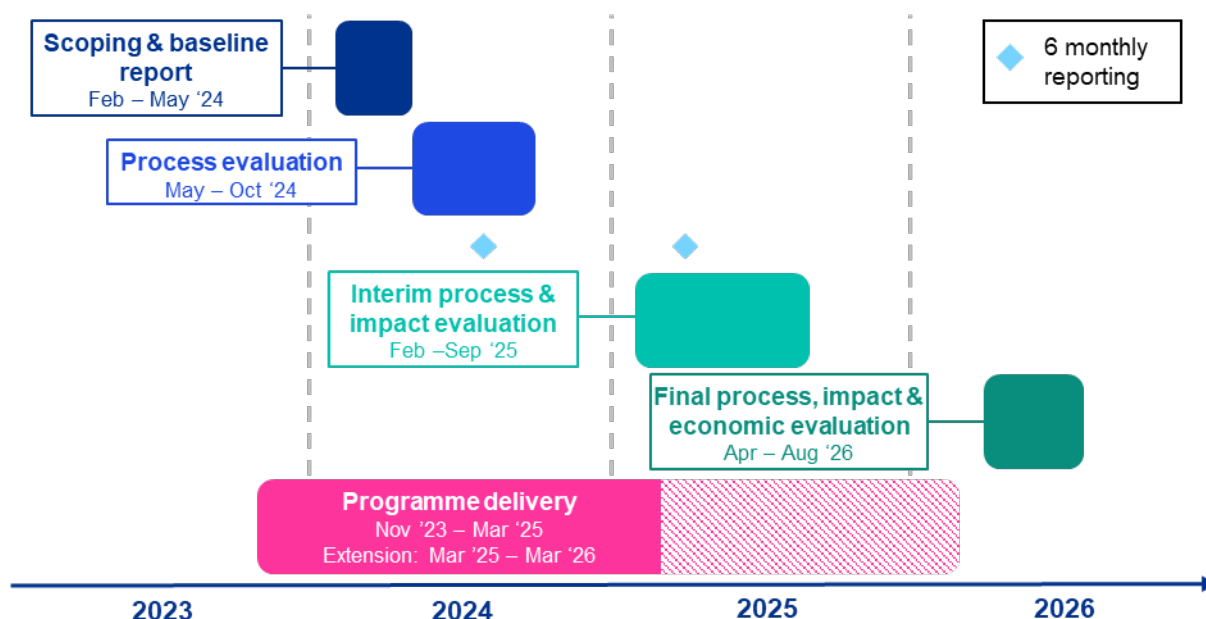 Scoping & baseline
report
Feb – May ‘24
6 monthly
reporting
Process evaluation
May – Oct ‘24
Interim process &
impact evaluation
Feb –Sep ‘25
Final process, impact &
economic evaluation
Apr – Aug ‘26
Programme delivery
Nov ’23 – Mar ’25
Extension: Mar ’25 – Mar ’26
2023
2024
2025
2026